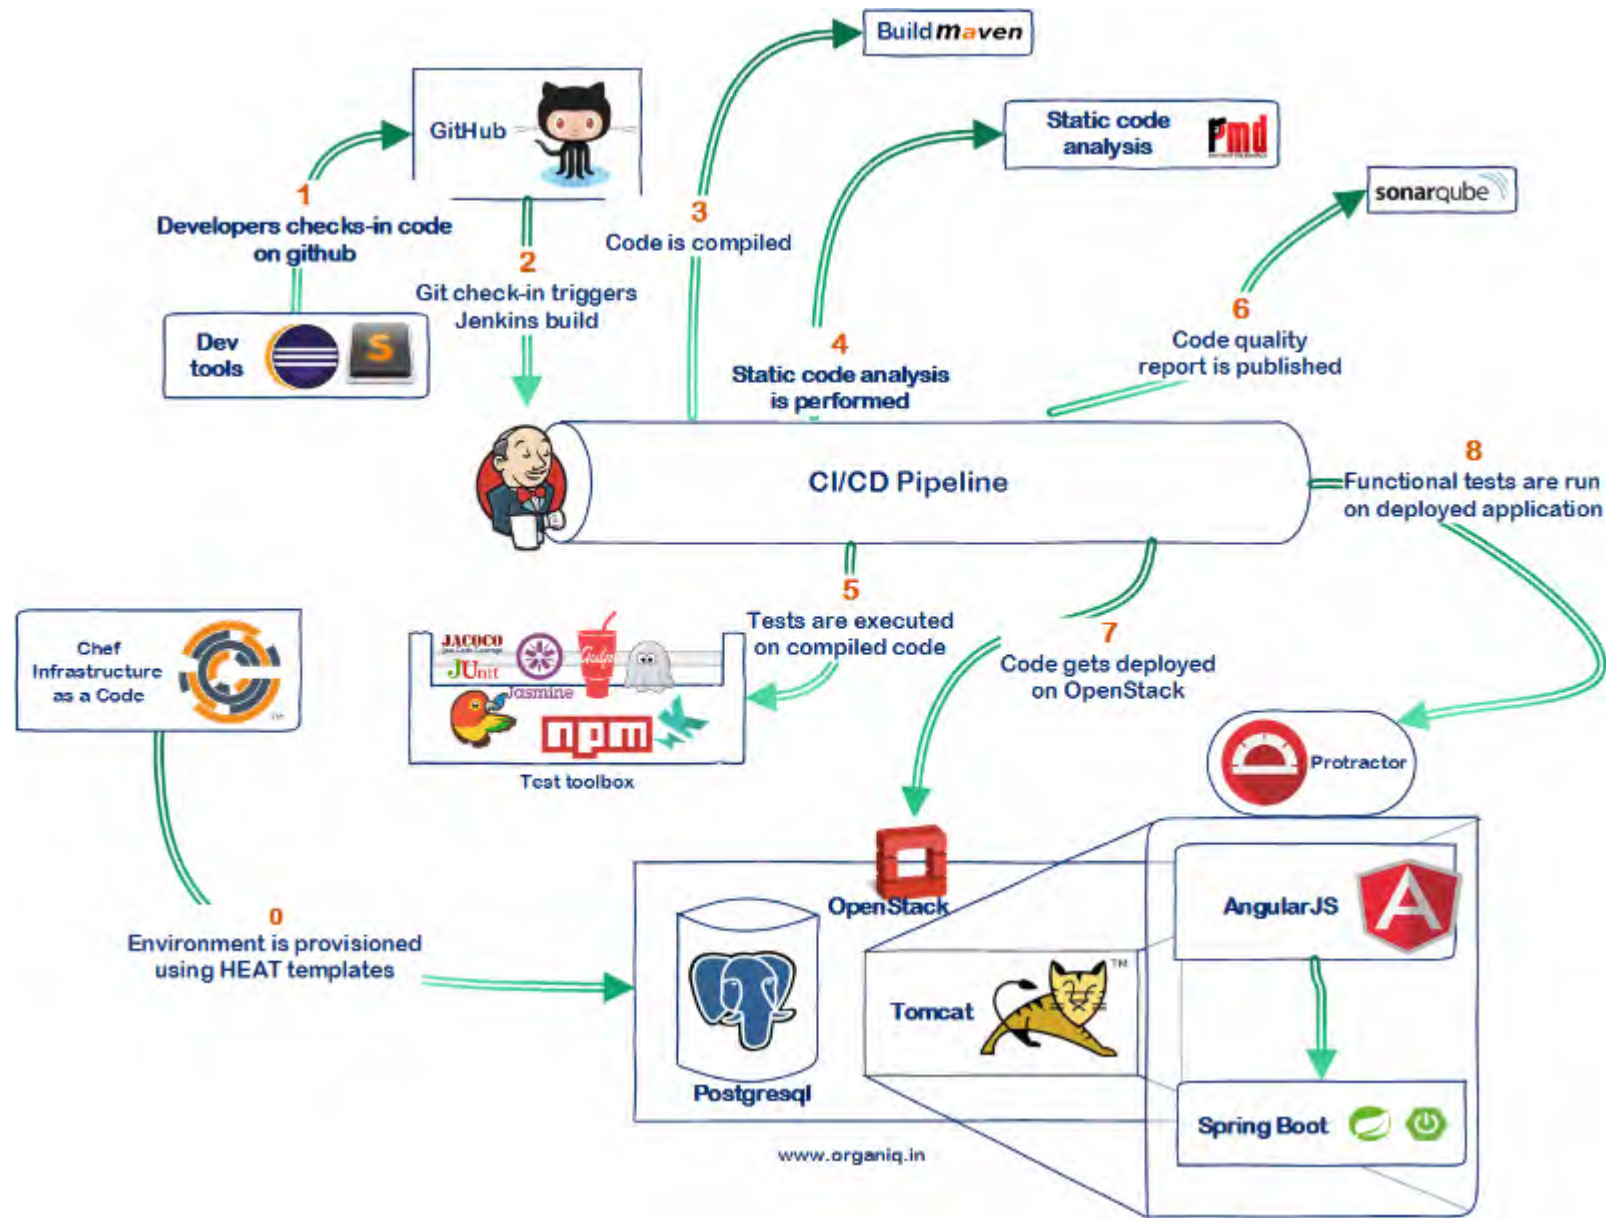 Build maven
GitHub
Static code
analysis
Pmd
sonarqube
1
Developers checks-in code
on github
2
Git check-in triggers
Jenkins build
3
Code is compiled
4
Static code analysis
is performed
6
Code quality
report is published
Dev
tools
S
CI/CD Pipeline
8
Functional tests are run
on deployed application
5
Tests are executed
on compiled code
7
Code gets deployed
on OpenStack
Chef
Infrastructure
as a Code
TM
JACOCO
JUnit
Jasmine
Gulp
npm
Test toolbox
Protractor
0
Environment is provisioned
using HEAT templates
OpenStack
AngularJS
A
Tomcat
TM
Postgresql
Spring Boot
www.organiq.in